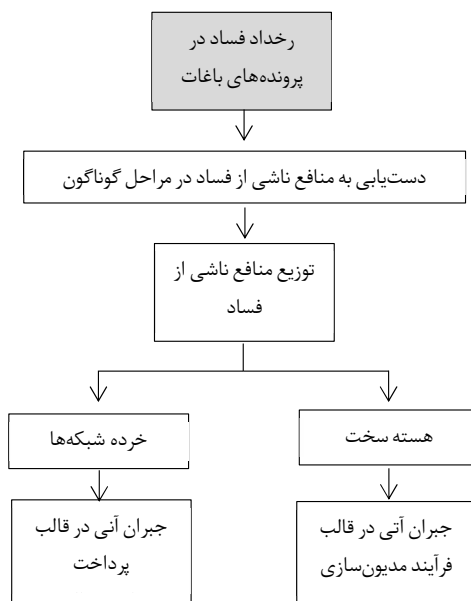 رخداد فساد در
پرونده‌های باغات
دست‌یابی به منافع ناشی از فساد در مراحل گوناگون
توزیع منافع ناشی از
فساد
هسته سخت
خرده شبکه‌ها
جبران آتی در قالب
فرآیند مدیون‌سازی
جبران آنی در قالب
پرداخت